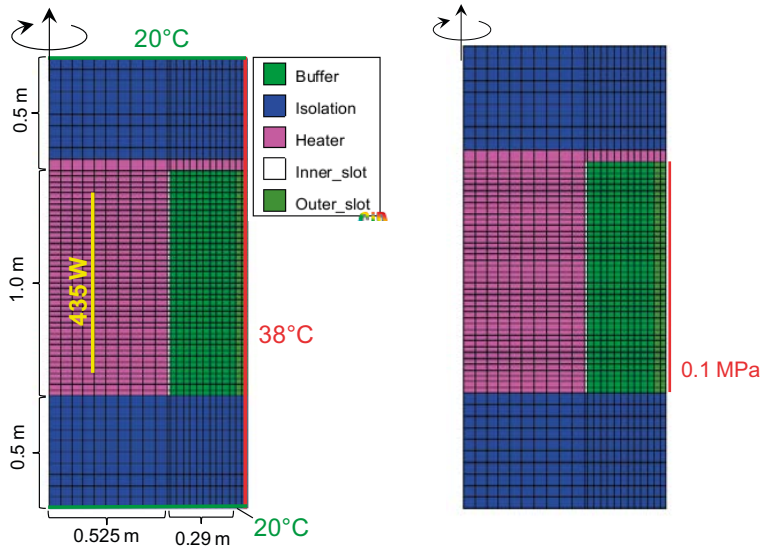 20°C
0.5 m
Buffer
Isolation
Heater
Inner_slot
Outer_slot
GiD
1.0 m
435 W
38°C
0.1 MPa
0.5 m
20°C
0.525 m
0.29 m